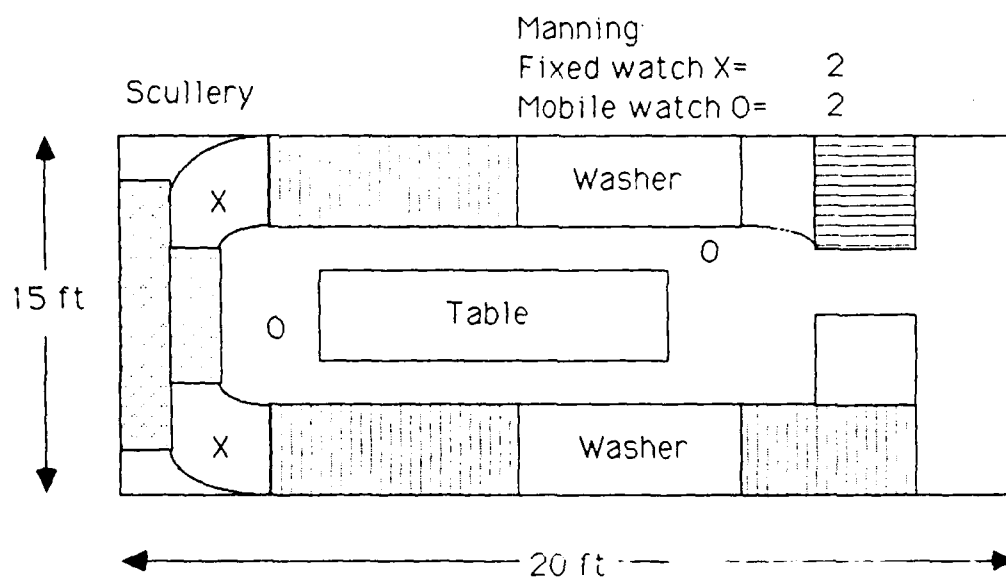 Manning
Fixed watch X= 2
Mobile watch O= 2
Scullery
X
Washer
O
15 ft
Table
O
X
Washer
20 ft